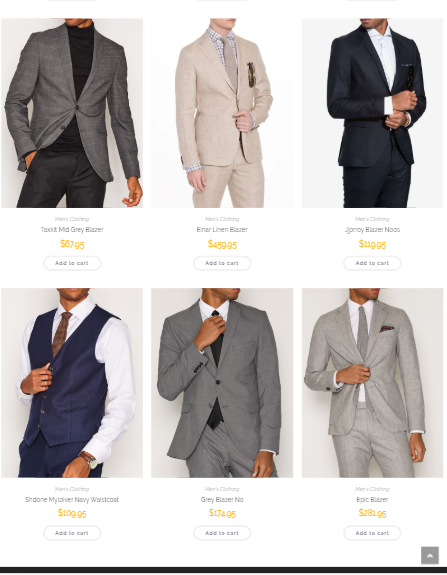 Men's Clothing
Men's Clothing
Men's Clothing
Taxkit Mid Grey Blazer
Einar Linen Blazer
Jjorroy Blazer Noos
$67.95
$459.95
$119.95
Add to cart
Add to cart
Add to cart
Men's Clothing
Men's Clothing
Men's Clothing
Shdone Mylolver Navy Waistcoat
Grey Blazer No
Epic Blazer
$109.95
$174.95
$281.95
Add to cart
Add to cart
Add to cart